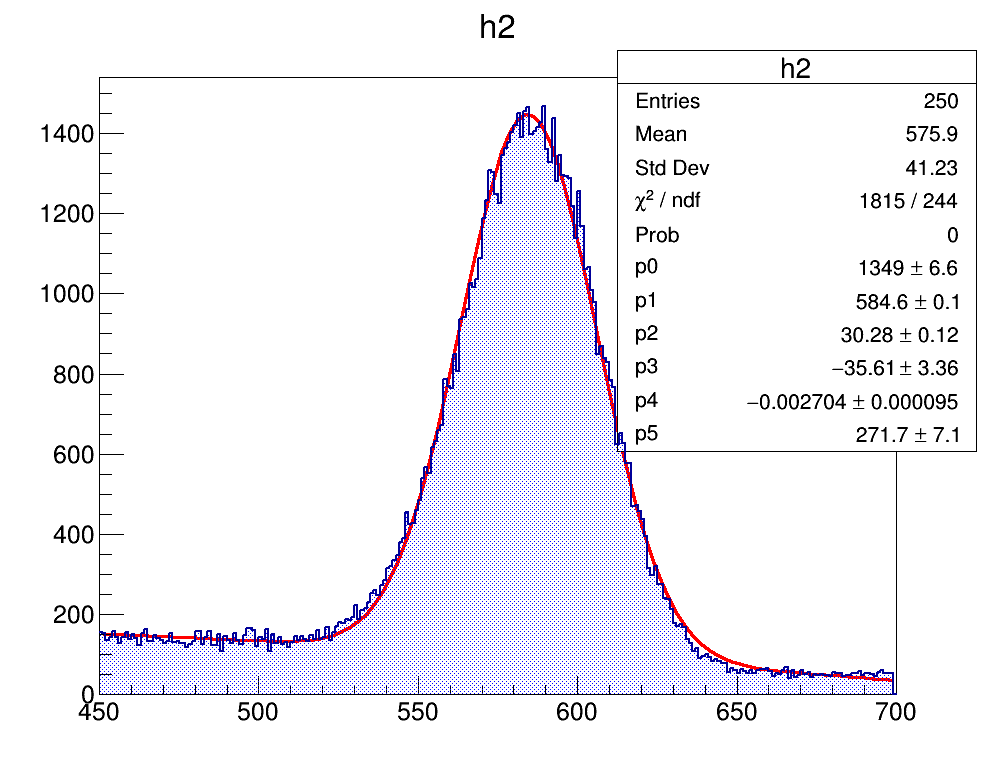 h2
h2
Entries 250
Mean 575.9
Std Dev 41.23
χ² / ndf 1815 / 244
Prob 0
p0 1349 ± 6.6
p1 584.6 ± 0.1
p2 30.28 ± 0.12
p3 −35.61 ± 3.36
p4 −0.002704 ± 0.000095
p5 271.7 ± 7.1
1400
1200
1000
800
600
400
200
0
450 500 550 600 650 700